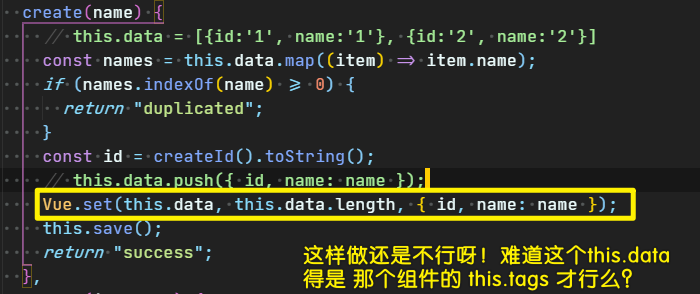 create(name) {
// this.data = [{id:'1', name:'1'}, {id:'2', name:'2'}]
const names = this.data.map((item) => item.name);
if (names.indexOf(name) >= 0) {
return "duplicated";
}
const id = createId().toString();
// this.data.push({ id, name: name });
Vue.set(this.data, this.data.length, { id, name: name });
this.save();
return "success";
},
这样做还是不行呀！难道这个this.data
得是 那个组件的 this.tags 才行么？